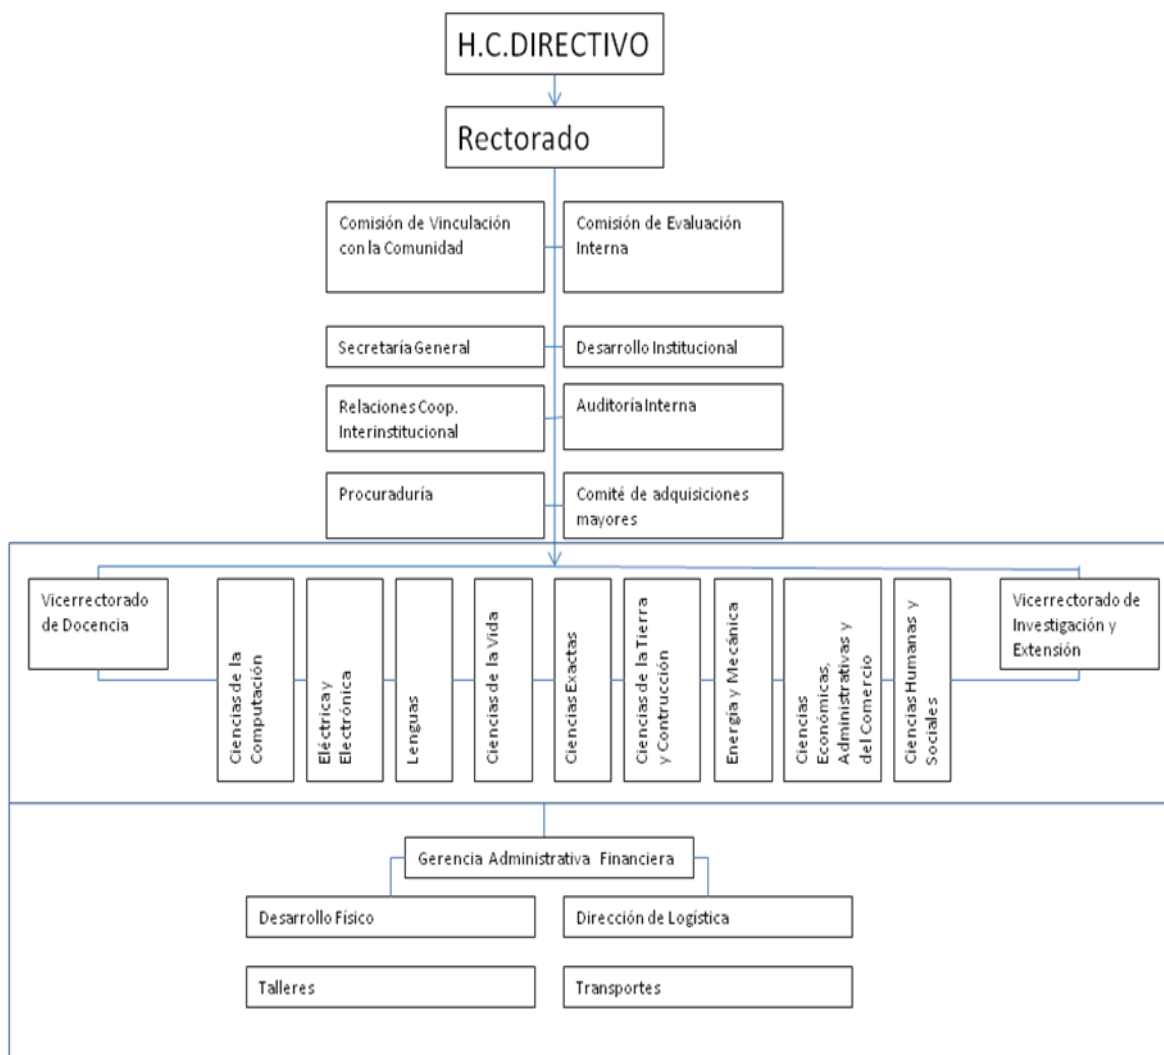 H.C.DIRECTIVO
Rectorado
Comisión de Vinculación
con la Comunidad
Comisión de Evaluación
Interna
Secretaría General
Desarrollo Institucional
Relaciones Coop.
Interinstitucional
Auditoría Interna
Procuraduría
Comité de adquisiciones
mayores
Vicerrectorado
de Docencia
Ciencias de la
Computación
Eléctrica y
Electrónica
Lenguas
Ciencias de la Vida
Ciencias Exactas
Ciencias de la Tierra
y Contrucción
Energía y Mecánica
Ciencias
Económicas,
Administrativas y
del Comercio
Ciencias Humanas y
Sociales
Vicerrectorado de
Investigación y
Extensión
Gerencia Administrativa Financiera
Desarrollo Físico
Dirección de Logística
Talleres
Transportes